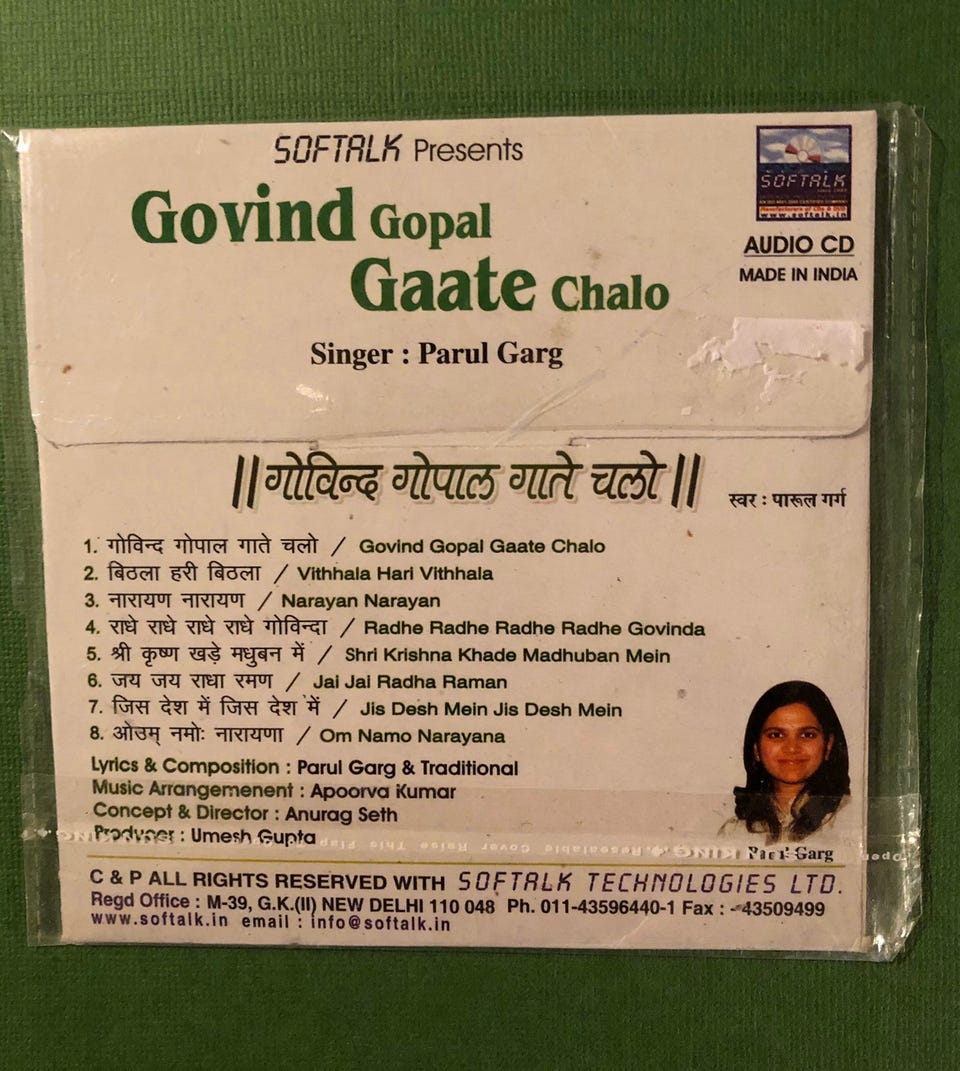 SOFTALK Presents
Govind Gopal
Gaate Chalo
Singer : Parul Garg
SOFTALK
www.softalk.in
AUDIO CD
MADE IN INDIA
||गोविन्द गोपाल गाते चलो||
स्वर : पारूल गर्ग
1. गोविन्द गोपाल गाते चलो / Govind Gopal Gaate Chalo
2. बिठला हरी बिठला / Vithhala Hari Vithhala
3. नारायण नारायण / Narayan Narayan
4. राधे राधे राधे राधे गोविन्दा / Radhe Radhe Radhe Radhe Govinda
5. श्री कृष्ण खड़े मधुबन में / Shri Krishna Khade Madhuban Mein
6. जय जय राधा रमण / Jai Jai Radha Raman
7. जिस देश में जिस देश में / Jis Desh Mein Jis Desh Mein
8. ओउम् नमोः नारायणा / Om Namo Narayana
Lyrics & Composition : Parul Garg & Traditional
Music Arrangemenent : Apoorva Kumar
Concept & Director : Anurag Seth
Producer : Umesh Gupta
Parul Garg
C & P ALL RIGHTS RESERVED WITH SOFTALK TECHNOLOGIES LTD.
Regd Office : M-39, G.K.(II) NEW DELHI 110 048 Ph. 011-43596440-1 Fax : - 43509499
www.softalk.in email : info@softalk.in